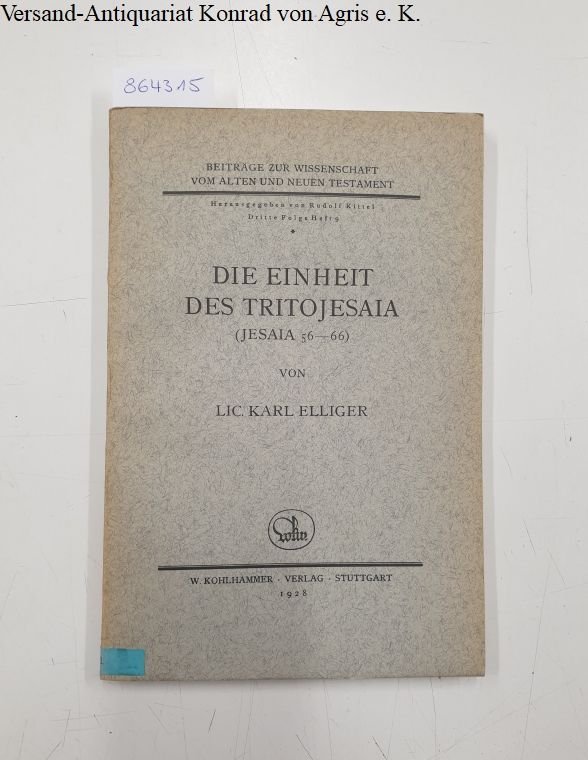 Versand-Antiquariat Konrad von Agris e. K.
864315
BEITRÄGE ZUR WISSENSCHAFT
VOM ALTEN UND NEUEN TESTAMENT
Herausgegeben von Rudolf Kittel
Dritte Folge Heft 9
DIE EINHEIT
DES TRITOJESAIA
(JESAIA 56—66)
VON
LIC. KARL ELLIGER
W. KOHLHAMMER · VERLAG · STUTTGART
1928